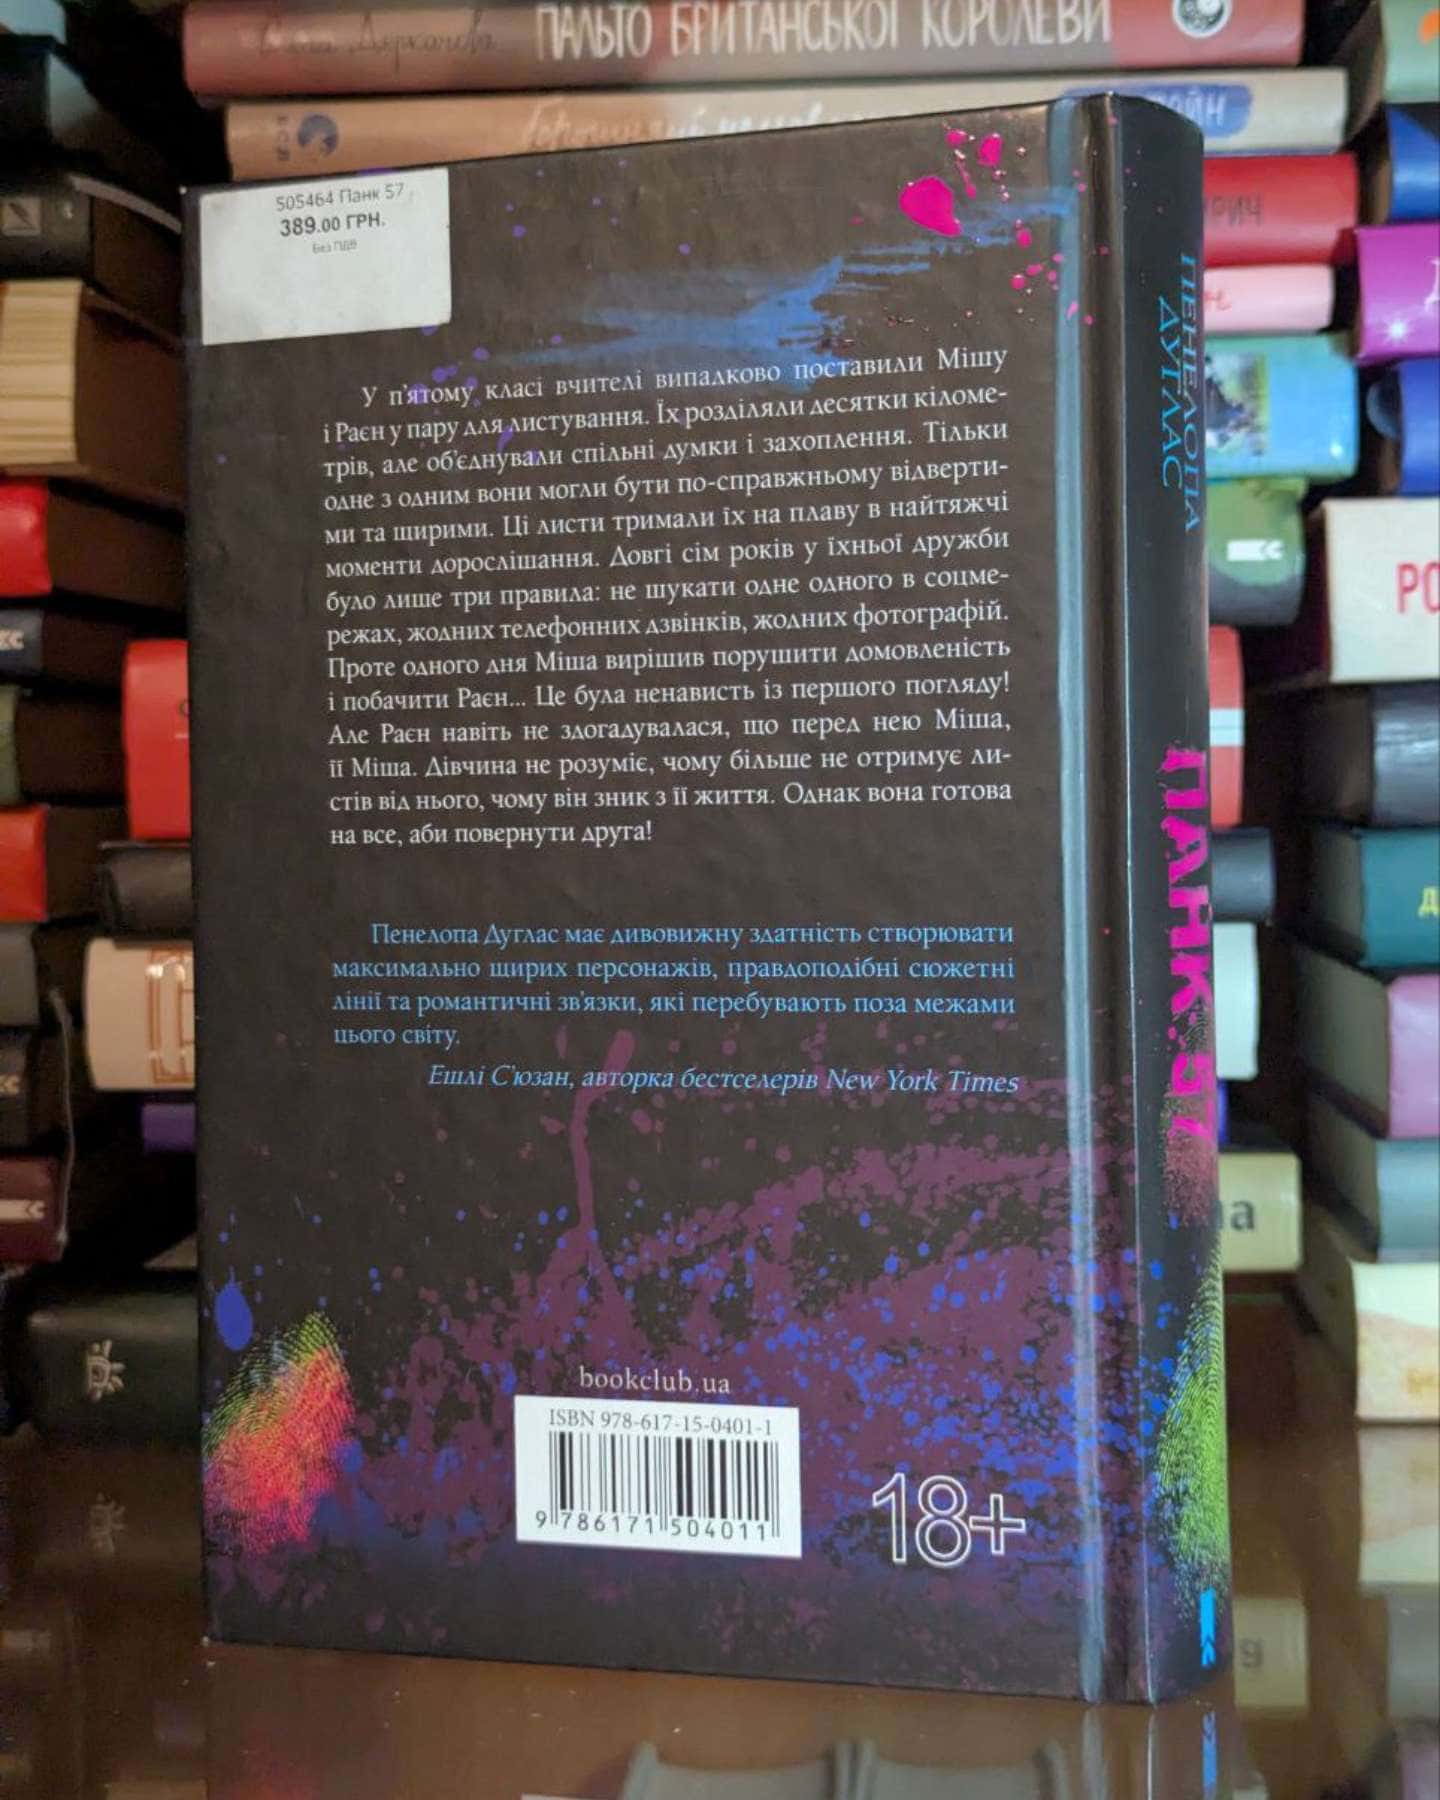 ПАЛЬТО БРИТАНСЬКОЇ КОРОЛЕВИ
505464 Панк 57
389.00 ГРН.
Без ПДВ
У п'ятому класі вчителі випадково поставили Мішу
і Раєн у пару для листування. Їх розділяли десятки кіломе-
трів, але об'єднували спільні думки і захоплення. Тільки
одне з одним вони могли бути по-справжньому відверти-
ми та щирими. Ці листи тримали їх на плаву в найтяжчі
моменти дорослішання. Довгі сім років у їхньої дружби
було лише три правила: не шукати одне одного в соцме-
режах, жодних телефонних дзвінків, жодних фотографій.
Проте одного дня Міша вирішив порушити домовленість
і побачити Раєн... Це була ненависть із першого погляду!
Але Раєн навіть не здогадувалася, що перед нею Міша,
її Міша. Дівчина не розуміє, чому більше не отримує ли-
стів від нього, чому він зник з її життя. Однак вона готова
на все, аби повернути друга!
Пенелопа Дуглас має дивовижну здатність створювати
максимально щирих персонажів, правдоподібні сюжетні
лінії та романтичні зв'язки, які перебувають поза межами
цього світу.
Ешлі С'юзан, авторка бестселерів New York Times
bookclub.ua
ISBN 978-617-15-0401-1
9 786171 504011
18+
ПЕНЕЛОПА
ДУГЛАС
ПАНК 57
РО